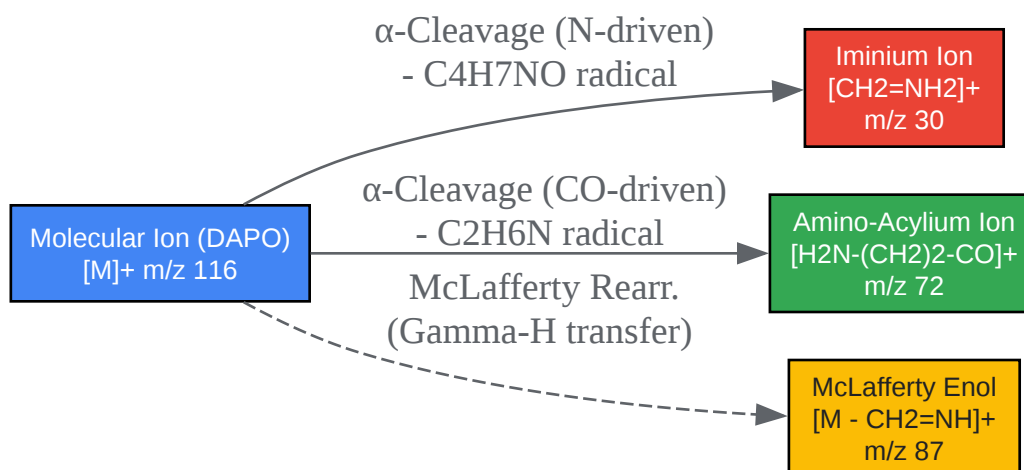 α-Cleavage (N-driven)
- C4H7NO radical
Iminium Ion
[CH2=NH2]+
m/z 30
α-Cleavage (CO-driven)
- C2H6N radical
Molecular Ion (DAPO)
[M]+ m/z 116
Amino-Acylium Ion
[H2N-(CH2)2-CO]+
m/z 72
McLafferty Rearr.
(Gamma-H transfer)
McLafferty Enol
[M - CH2=NH]+
m/z 87